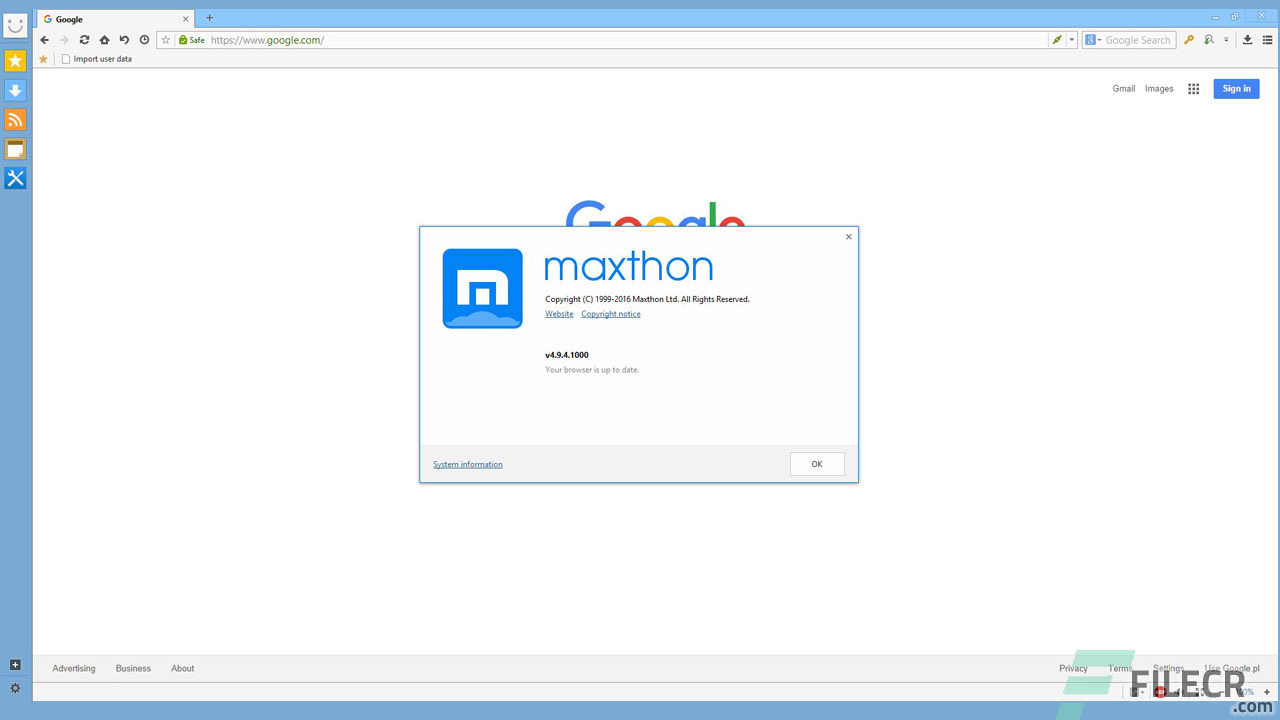 Google
Safe https://www.google.com/ Google Search
Import user data
Gmail Images Sign in
Google
maxthon
Copyright (C) 1999-2016 Maxthon Ltd. All Rights Reserved.
Website Copyright notice
v4.9.4.1000
Your browser is up to date.
System information OK
Advertising Business About Privacy Terms Settings Use Google.pl
FILECR
.com